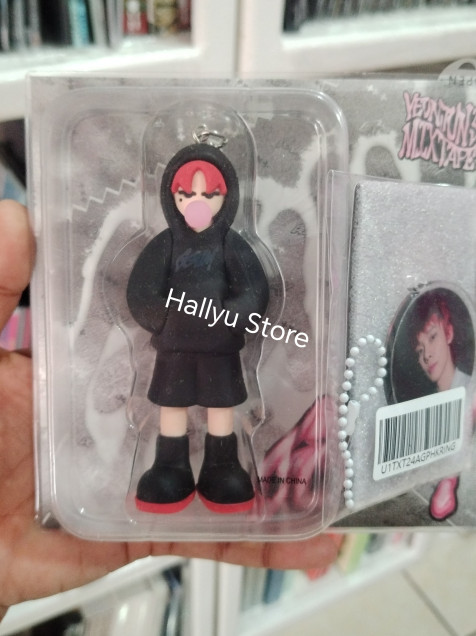 YEONJUN'S
MIXTAPE
Hallyu Store
MADE IN CHINA
U1TXT24AGPHKRING